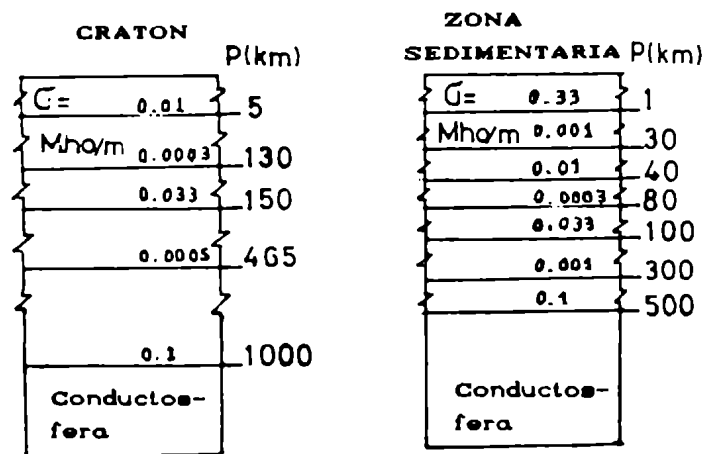 CRATON
P(km)
σ= 0.01 5
Mho/m 0.0003 130
0.033 150
0.0005 465
0.1 1000
Conductos-
fera
ZONA
SEDIMENTARIA P(km)
σ= 0.33 1
Mho/m 0.001 30
0.01 40
0.0003 80
0.033 100
0.001 300
0.1 500
Conductos-
fera